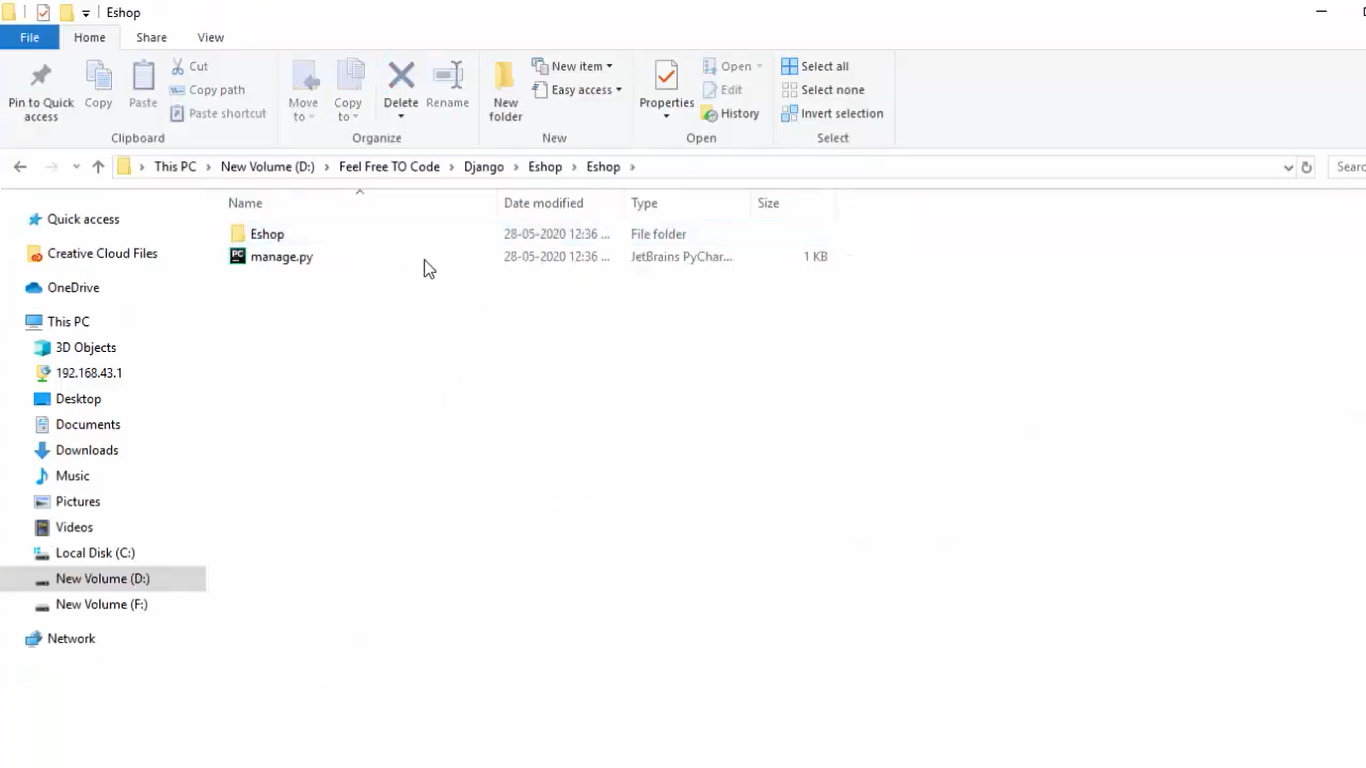 Eshop
File Home Share View
Pin to Quick access
Copy
Paste
Cut
Copy path
Paste shortcut
Clipboard
Move to
Copy to
Delete
Rename
Organize
New folder
New item
Easy access
New
Properties
Open
Edit
History
Open
Select all
Select none
Invert selection
Select
This PC › New Volume (D:) › Feel Free TO Code › Django › Eshop › Eshop ›
Searc
Name Date modified Type Size
Eshop 28-05-2020 12:36 ... File folder
manage.py 28-05-2020 12:36 ... JetBrains PyChar... 1 KB
Quick access
Creative Cloud Files
OneDrive
This PC
3D Objects
192.168.43.1
Desktop
Documents
Downloads
Music
Pictures
Videos
Local Disk (C:)
New Volume (D:)
New Volume (F:)
Network